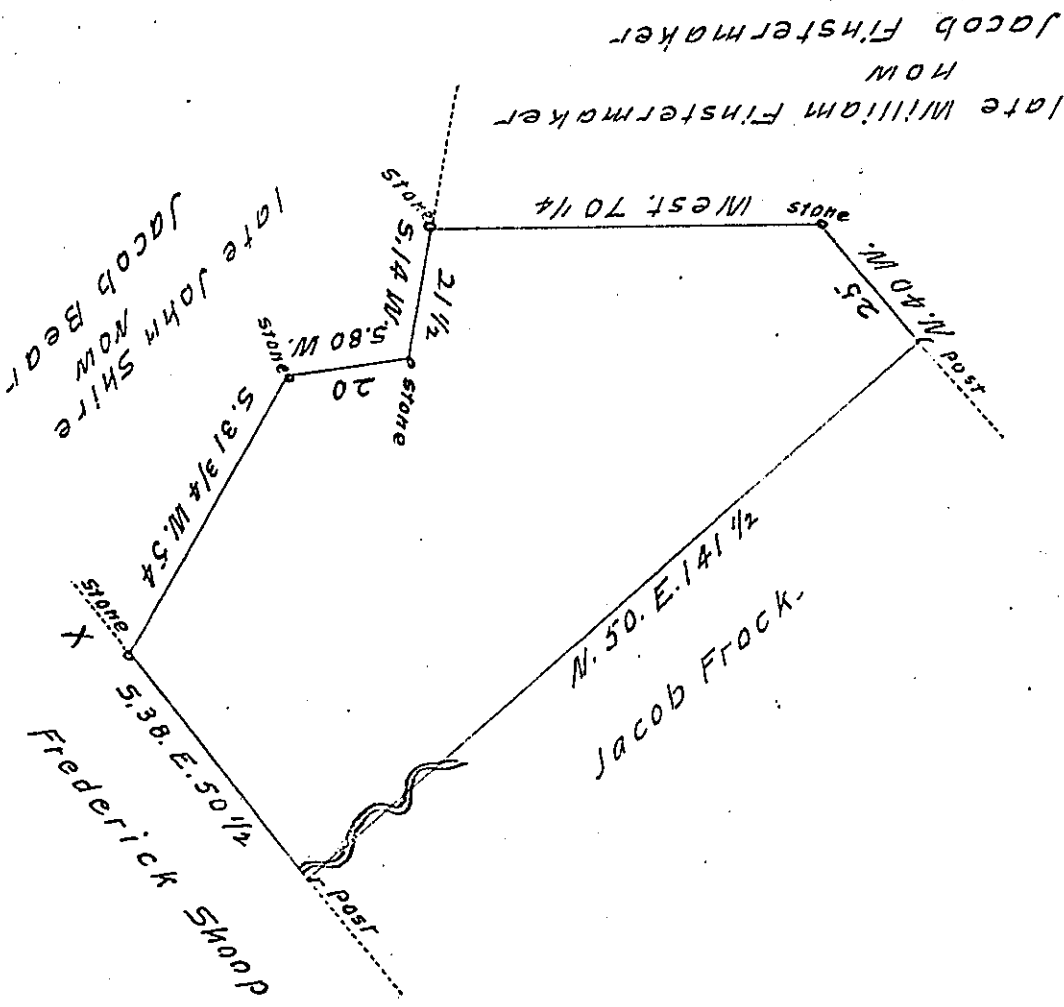 late William Finstermaker
now
Jacob Finstermaker
late John Shire
now
Jacob Bear
stone
West. 70 1/4
stone
N. 40 W.
25
post
S. 14 W.
21 1/2
stone
S. 80 W.
20
stone
S. 31 3/4 W. 54
stone
X
S. 38. E. 50 1/2
Frederick Shoop
post
N. 50. E. 141 1/2
Jacob Frock.